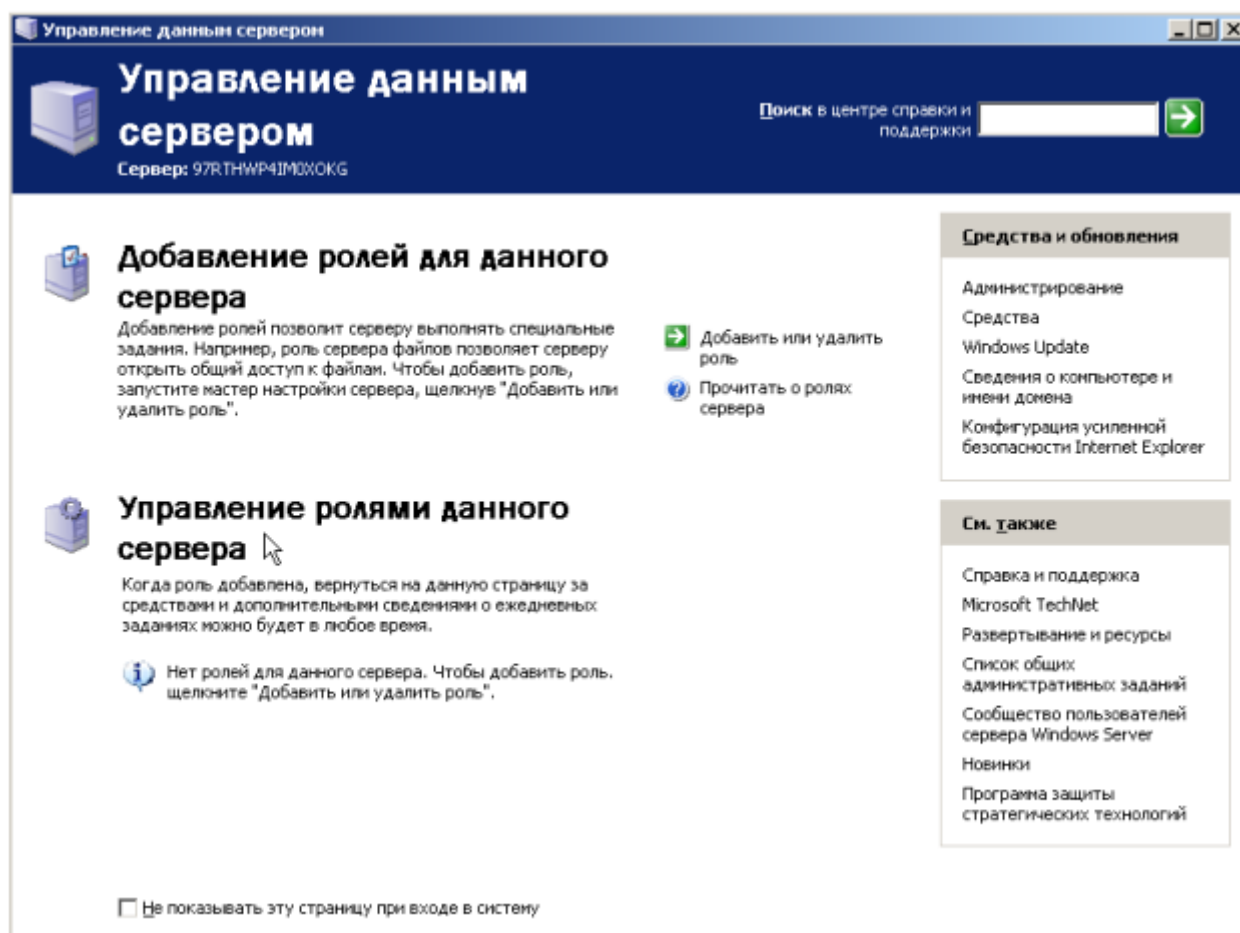 Управление данным сервером
Управление данным
сервером
Сервер: 97RTHWP4IM0XOKG
Поиск в центре справки и
поддержки
Добавление ролей для данного
сервера
Добавление ролей позволит серверу выполнять специальные
задания. Например, роль сервера файлов позволяет серверу
открыть общий доступ к файлам. Чтобы добавить роль,
запустите мастер настройки сервера, щелкнув "Добавить или
удалить роль".
Добавить или удалить
роль
Прочитать о ролях
сервера
Управление ролями данного
сервера
Когда роль добавлена, вернуться на данную страницу за
средствами и дополнительными сведениями о ежедневных
заданиях можно будет в любое время.
Нет ролей для данного сервера. Чтобы добавить роль.
щелкните "Добавить или удалить роль".
Средства и обновления
Администрирование
Средства
Windows Update
Сведения о компьютере и
имени домена
Конфигурация усиленной
безопасности Internet Explorer
См. также
Справка и поддержка
Microsoft TechNet
Развертывание и ресурсы
Список общих
административных заданий
Сообщество пользователей
сервера Windows Server
Новинки
Программа защиты
стратегических технологий
Не показывать эту страницу при входе в систему